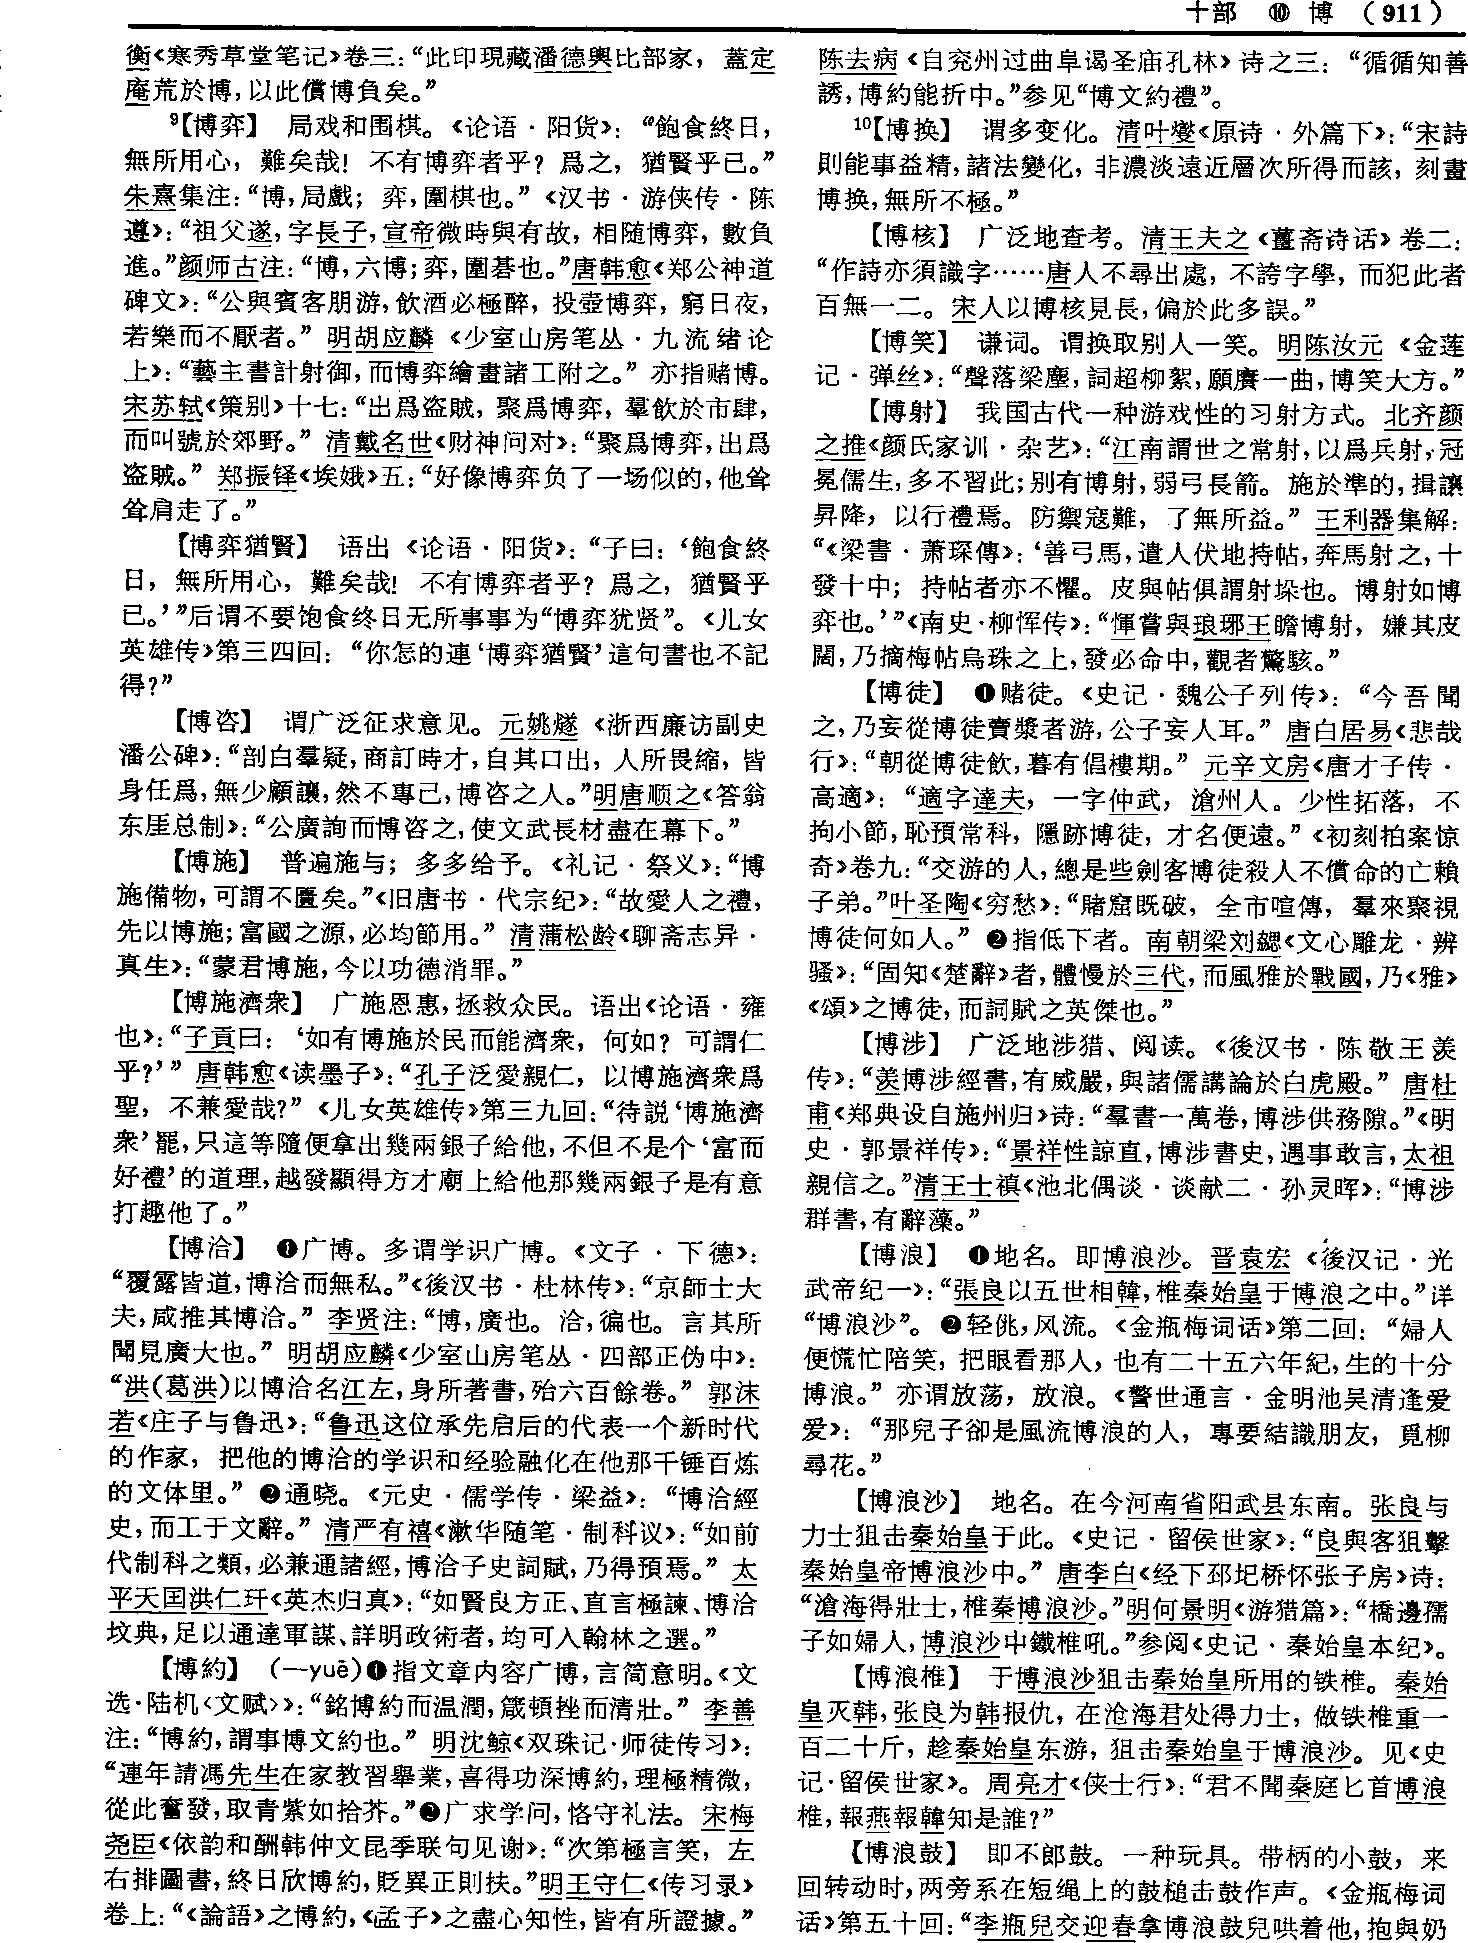 十部 ⑩ 博 （911）
衡《寒秀草堂笔记》卷三：“此印現藏潘德輿比部家，蓋定
庵荒於博，以此償博負矣。”
⁹【博弈】 局戏和围棋。《论语·阳货》：“飽食終日，
無所用心，難矣哉！不有博弈者乎？爲之，猶賢乎已。”
朱熹集注：“博，局戲；弈，圍棋也。”《汉书·游侠传·陈
遵》：“祖父遂，字長子，宣帝微時與有故，相随博弈，數負
進。”颜师古注：“博，六博；弈，圍碁也。”唐韩愈《郑公神道
碑文》：“公與賓客朋游，飲酒必極醉，投壺博弈，窮日夜，
若樂而不厭者。”明胡应麟《少室山房笔丛·九流绪论
上》：“藝主書計射御，而博弈繪畫諸工附之。”亦指赌博。
宋苏轼《策别》十七：“出爲盗賊，聚爲博弈，羣飲於市肆，
而叫號於郊野。”清戴名世《财神问对》：“聚爲博弈，出爲
盗賊。”郑振铎《埃娥》五：“好像博弈负了一场似的，他耸
耸肩走了。”
【博弈猶賢】 语出《论语·阳货》：“子曰：‘飽食終
日，無所用心，難矣哉！不有博弈者乎？爲之，猶賢乎
已。’”后谓不要饱食终日无所事事为“博弈犹贤”。《儿女
英雄传》第三四回：“你怎的連‘博弈猶賢’這句書也不記
得？”
【博咨】 谓广泛征求意见。元姚燧《浙西廉访副史
潘公碑》：“剖白羣疑，商訂時才，自其口出，人所畏縮，皆
身任爲，無少顧讓，然不專己，博咨之人。”明唐顺之《答翁
东厓总制》：“公廣詢而博咨之，使文武長材盡在幕下。”
【博施】 普遍施与；多多给予。《礼记·祭义》：“博
施備物，可謂不匱矣。”《旧唐书·代宗纪》：“故愛人之禮，
先以博施；富國之源，必均節用。”清蒲松龄《聊斋志异·
真生》：“蒙君博施，今以功德消罪。”
【博施濟衆】 广施恩惠，拯救众民。语出《论语·雍
也》：“子貢曰：‘如有博施於民而能濟衆，何如？可謂仁
乎？’”唐韩愈《读墨子》：“孔子泛愛親仁，以博施濟衆爲
聖，不兼愛哉？”《儿女英雄传》第三九回：“待説‘博施濟
衆’罷，只這等隨便拿出幾兩銀子給他，不但不是个‘富而
好禮’的道理，越發顯得方才廟上給他那幾兩銀子是有意
打趣他了。”
【博洽】 ❶广博。多谓学识广博。《文子·下德》：
“覆露皆道，博洽而無私。”《後汉书·杜林传》：“京師士大
夫，咸推其博洽。”李贤注：“博，廣也。洽，徧也。言其所
聞見廣大也。”明胡应麟《少室山房笔丛·四部正伪中》：
“洪（葛洪）以博洽名江左，身所著書，殆六百餘卷。”郭沫
若《庄子与鲁迅》：“鲁迅这位承先启后的代表一个新时代
的作家，把他的博洽的学识和经验融化在他那千锤百炼
的文体里。”❷通晓。《元史·儒学传·梁益》：“博洽經
史，而工于文辭。”清严有禧《漱华随笔·制科议》：“如前
代制科之類，必兼通諸經，博洽子史詞賦，乃得預焉。”太
平天囯洪仁玕《英杰归真》：“如賢良方正、直言極諫、博洽
坟典，足以通達軍謀、詳明政術者，均可入翰林之選。”
【博約】 （—yuē）❶指文章内容广博，言简意明。《文
选·陆机〈文赋〉》：“銘博約而温潤，箴頓挫而清壯。”李善
注：“博約，謂事博文約也。”明沈鲸《双珠记·师徒传习》：
“連年請馮先生在家教習舉業，喜得功深博約，理極精微，
從此奮發，取青紫如拾芥。”❷广求学问，恪守礼法。宋梅
尧臣《依韵和酬韩仲文昆季联句见谢》：“次第極言笑，左
右排圖書，終日欣博約，貶異正則扶。”明王守仁《传习录》
卷上：“《論語》之博約，《孟子》之盡心知性，皆有所證據。”
陈去病《自兖州过曲阜谒圣庙孔林》诗之三：“循循知善
誘，博約能折中。”参见“博文約禮”。
¹⁰【博换】 谓多变化。清叶燮《原诗·外篇下》：“宋詩
則能事益精，諸法變化，非濃淡遠近層次所得而該，刻畫
博换，無所不極。”
【博核】 广泛地查考。清王夫之《薑斋诗话》卷二：
“作詩亦須識字……唐人不尋出處，不誇字學，而犯此者
百無一二。宋人以博核見長，偏於此多誤。”
【博笑】 谦词。谓换取别人一笑。明陈汝元《金莲
记·弹丝》：“聲落梁塵，詞超柳絮，願賡一曲，博笑大方。”
【博射】 我国古代一种游戏性的习射方式。北齐颜
之推《颜氏家训·杂艺》：“江南謂世之常射，以爲兵射，冠
冕儒生，多不習此；别有博射，弱弓長箭。施於準的，揖讓
昇降，以行禮焉。防禦寇難，了無所益。”王利器集解：
“《梁書·萧琛傳》：‘善弓馬，遣人伏地持帖，奔馬射之，十
發十中；持帖者亦不懼。皮與帖俱謂射垛也。博射如博
弈也。’”《南史·柳恽传》：“惲嘗與琅琊王瞻博射，嫌其皮
闊，乃摘梅帖烏珠之上，發必命中，觀者驚駭。”
【博徒】 ❶赌徒。《史记·魏公子列传》：“今吾聞
之，乃妄從博徒賣漿者游，公子妄人耳。”唐白居易《悲哉
行》：“朝從博徒飲，暮有倡樓期。”元辛文房《唐才子传·
高適》：“適字達夫，一字仲武，滄州人。少性拓落，不
拘小節，恥預常科，隱跡博徒，才名便遠。”《初刻拍案惊
奇》卷九：“交游的人，總是些劍客博徒殺人不償命的亡賴
子弟。”叶圣陶《穷愁》：“賭窟既破，全市喧傳，羣來聚視
博徒何如人。”❷指低下者。南朝梁刘勰《文心雕龙·辨
骚》：“固知《楚辭》者，體慢於三代，而風雅於戰國，乃《雅》
《頌》之博徒，而詞賦之英傑也。”
【博涉】 广泛地涉猎、阅读。《後汉书·陈敬王羡
传》：“羨博涉經書，有威嚴，與諸儒講論於白虎殿。”唐杜
甫《郑典设自施州归》诗：“羣書一萬卷，博涉供務隙。”《明
史·郭景祥传》：“景祥性諒直，博涉書史，遇事敢言，太祖
親信之。”清王士禛《池北偶谈·谈献二·孙灵晖》：“博涉
群書，有辭藻。”
【博浪】 ❶地名。即博浪沙。晋袁宏《後汉记·光
武帝纪一》：“張良以五世相韓，椎秦始皇于博浪之中。”详
“博浪沙”。❷轻佻，风流。《金瓶梅词话》第二回：“婦人
便慌忙陪笑，把眼看那人，也有二十五六年紀，生的十分
博浪。”亦谓放荡，放浪。《警世通言·金明池吴清逢爱
爱》：“那兒子卻是風流博浪的人，專要結識朋友，覓柳
尋花。”
【博浪沙】 地名。在今河南省阳武县东南。张良与
力士狙击秦始皇于此。《史记·留侯世家》：“良與客狙擊
秦始皇帝博浪沙中。”唐李白《经下邳圯桥怀张子房》诗：
“滄海得壯士，椎秦博浪沙。”明何景明《游猎篇》：“橋邊孺
子如婦人，博浪沙中鐵椎吼。”参阅《史记·秦始皇本纪》。
【博浪椎】 于博浪沙狙击秦始皇所用的铁椎。秦始
皇灭韩，张良为韩报仇，在沧海君处得力士，做铁椎重一
百二十斤，趁秦始皇东游，狙击秦始皇于博浪沙。见《史
记·留侯世家》。周亮才《侠士行》：“君不聞秦庭匕首博浪
椎，報燕報韓知是誰？”
【博浪鼓】 即不郎鼓。一种玩具。带柄的小鼓，来
回转动时，两旁系在短绳上的鼓槌击鼓作声。《金瓶梅词
话》第五十回：“李瓶兒交迎春拿博浪鼓兒哄着他，抱與奶